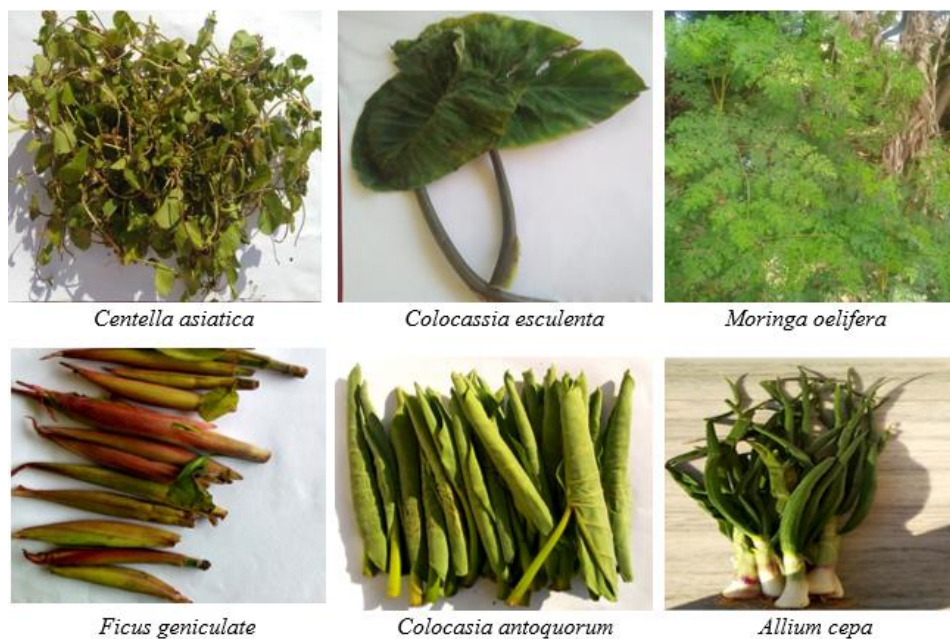 Centella asiatica
Colocassia esculenta
Moringa oelifera
Ficus geniculate
Colocasia antoquorum
Allium cepa